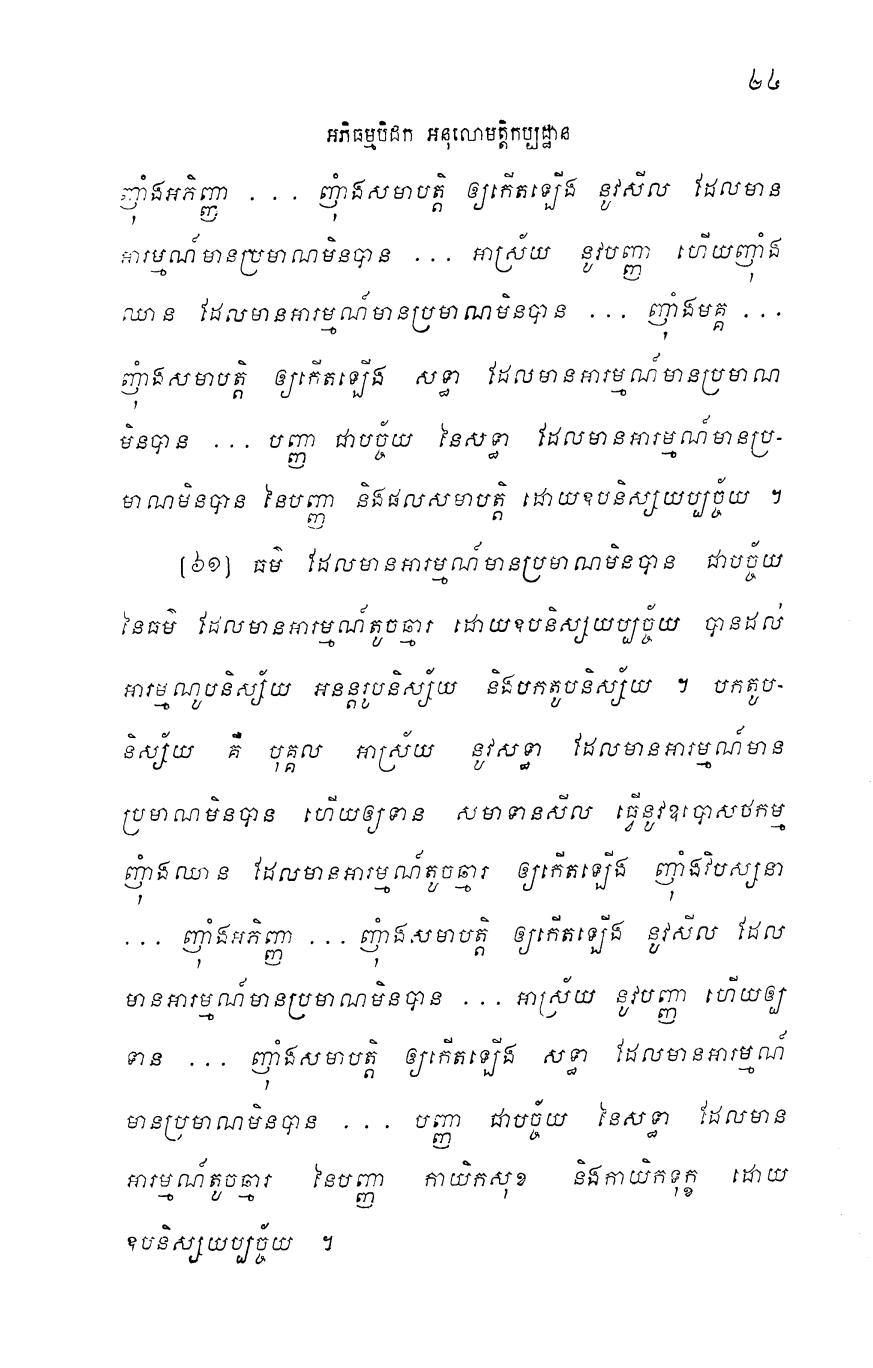 ២៤
អភិធម្មបិដក អនុលោមត្តិកប្បដ្ឋាន
ញុំាងអភិញ្ញា . . . ញុំាងសមាបត្តិ ឲ្យកើតឡើង នូវសីល ដែលមាន
អារម្មណ៍មានប្រមាណមិនបាន . . . អាស្រ័យ នូវបញ្ញា ហើយញុំាង
ឈាន ដែលមានអារម្មណ៍មានប្រមាណមិនបាន . . . ញុំាងមគ្គ . . .
ញុំាងសមាបត្តិ ឲ្យកើតឡើង សទ្ធា ដែលមានអារម្មណ៍មានប្រមាណ
មិនបាន . . . បញ្ញា ជាបច្ច័យ នៃសទ្ធា ដែលមានអារម្មណ៍មានប្រ-
មាណមិនបាន នៃបញ្ញា និងផលសមាបត្តិ ដោយឧបនិស្សយប្បច្ច័យ ។
[៦១] ធម៌ ដែលមានអារម្មណ៍មានប្រមាណមិនបាន ជាបច្ច័យ
នៃធម៌ ដែលមានអារម្មណ៍តូចឆ្មារ ដោយឧបនិស្សយប្បច្ច័យ បានដល់
អារម្មណូបនិស្ស័យ អនន្តរូបនិស្ស័យ និងបកតូបនិស្ស័យ ។ បកតូប-
និស្ស័យ គឺ បុគ្គល អាស្រ័យ នូវសទ្ធា ដែលមានអារម្មណ៍មាន
ប្រមាណមិនបាន ហើយឲ្យទាន សមាទានសីល ធ្វើនូវឧបោសថកម្ម
ញុំាងឈាន ដែលមានអារម្មណ៍តូចឆ្មារ ឲ្យកើតឡើង ញុំាងវិបស្សនា
. . . ញុំាងអភិញ្ញា . . . ញុំាងសមាបត្តិ ឲ្យកើតឡើង នូវសីល ដែល
មានអារម្មណ៍មានប្រមាណមិនបាន . . . អាស្រ័យ នូវបញ្ញា ហើយឲ្យ
ទាន . . . ញុំាងសមាបត្តិ ឲ្យកើតឡើង សទ្ធា ដែលមានអារម្មណ៍
មានប្រមាណមិនបាន . . . បញ្ញា ជាបច្ច័យ នៃសទ្ធា ដែលមាន
អារម្មណ៍តូចឆ្មារ នៃបញ្ញា កាយិកសុខ និងកាយិកទុក្ខ ដោយ
ឧបនិស្សយប្បច្ច័យ ។